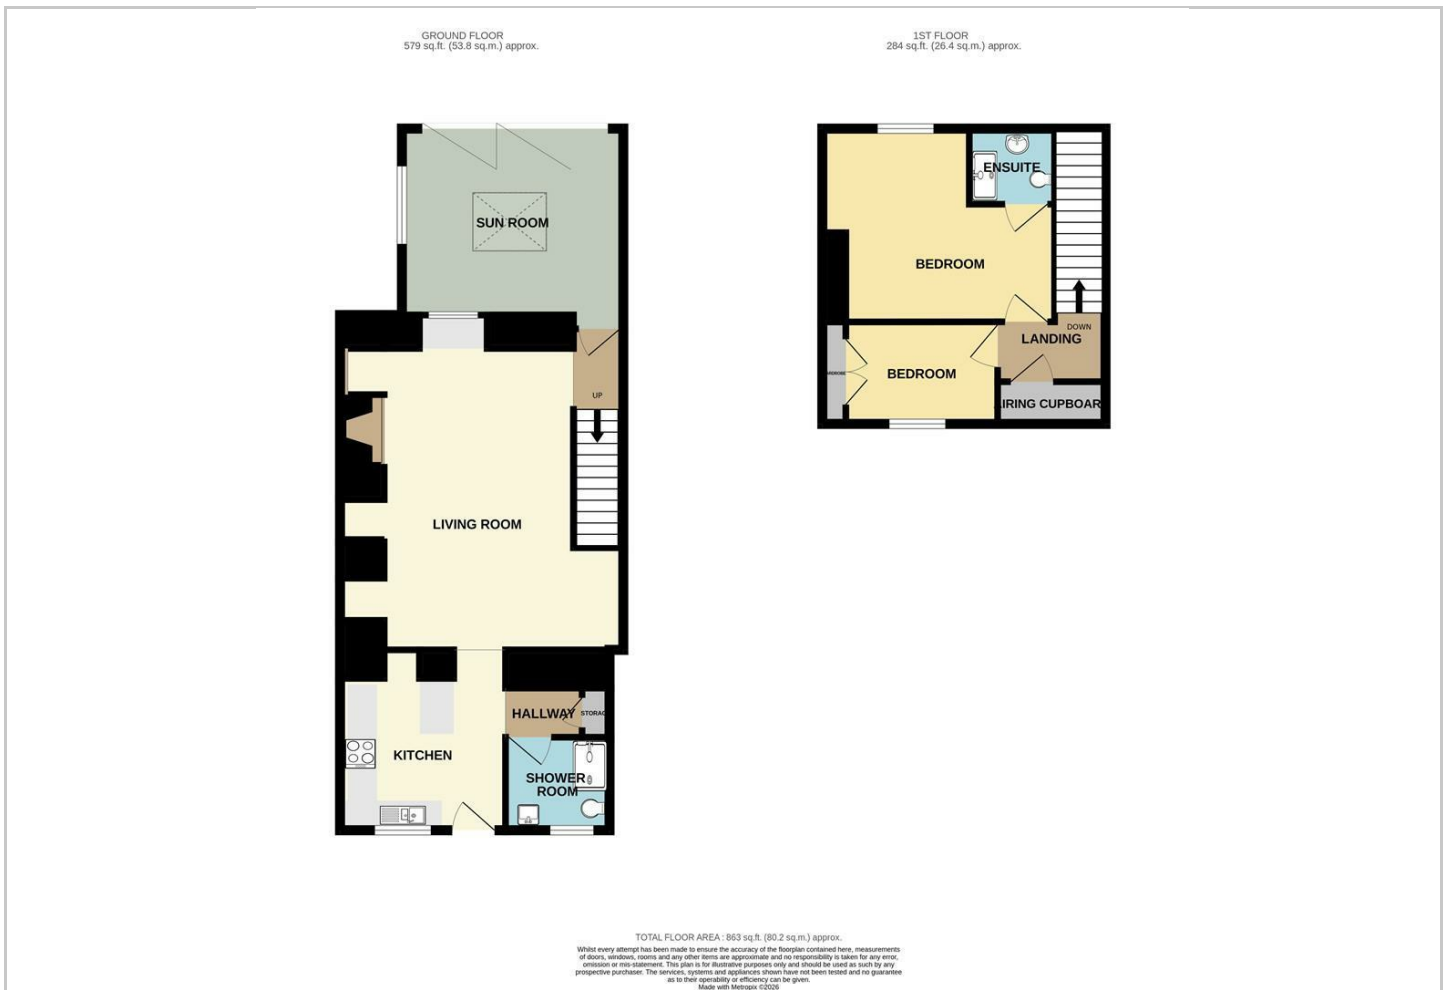 GROUND FLOOR
579 sq.ft. (53.8 sq.m.) approx.
SUN ROOM
UP
LIVING ROOM
HALLWAY
STORAG
KITCHEN
SHOWER
ROOM
1ST FLOOR
284 sq.ft. (26.4 sq.m.) approx.
ENSUITE
BEDROOM
DOWN
LANDING
BEDROOM
IRING CUPBOAR
TOTAL FLOOR AREA : 863 sq.ft. (80.2 sq.m.) approx.
Whilst every attempt has been made to ensure the accuracy of the floorplan contained here, measurements
of doors, windows, rooms and any other items are approximate and no responsibility is taken for any error,
omission or mis-statement. This plan is for illustrative purposes only and should be used as such by any
prospective purchaser. The services, systems and appliances shown have not been tested and no guarantee
as to their operability or efficiency can be given.
Made with Metropix ©2026